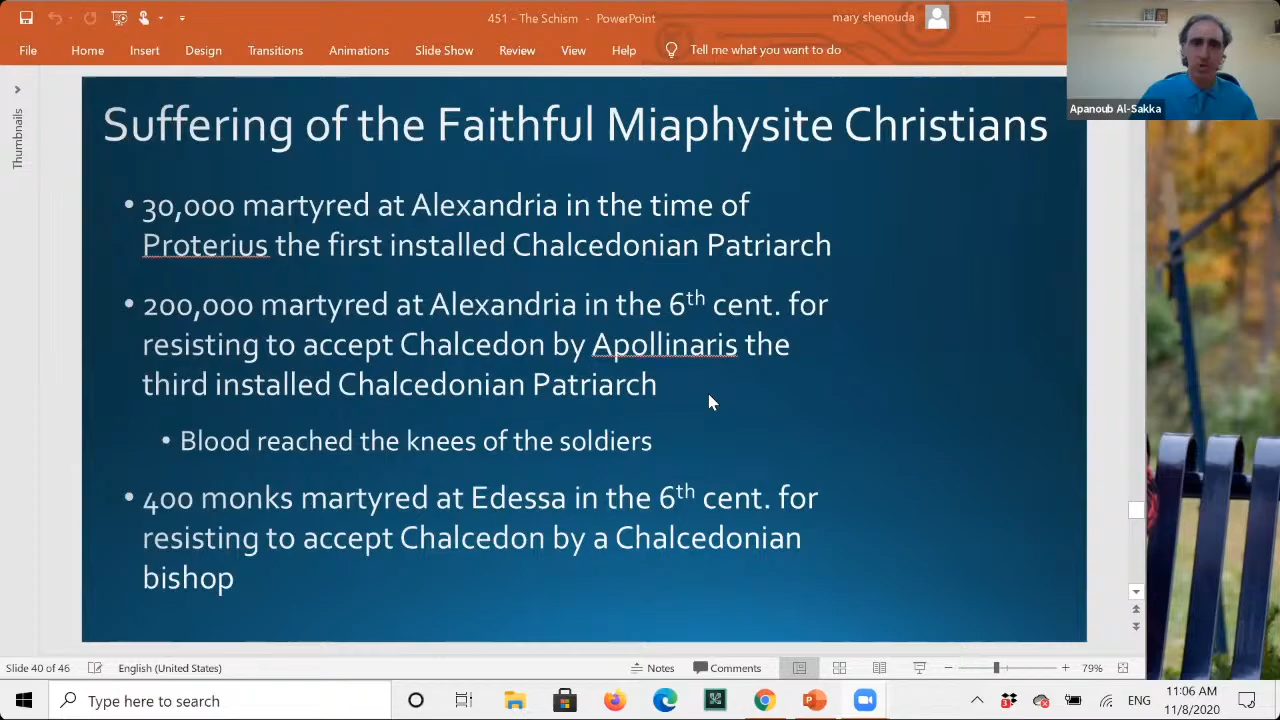 451 - The Schism - PowerPoint
mary shenouda
File Home Insert Design Transitions Animations Slide Show Review View Help Tell me what you want to do
Apanoub Al-Sakka
Thumbnails
Suffering of the Faithful Miaphysite Christians
• 30,000 martyred at Alexandria in the time of
Proterius the first installed Chalcedonian Patriarch
• 200,000 martyred at Alexandria in the 6th cent. for
resisting to accept Chalcedon by Apollinaris the
third installed Chalcedonian Patriarch
• Blood reached the knees of the soldiers
• 400 monks martyred at Edessa in the 6th cent. for
resisting to accept Chalcedon by a Chalcedonian
bishop
Slide 40 of 46 English (United States) Notes Comments 79%
Type here to search
ENG
11:06 AM
11/8/2020